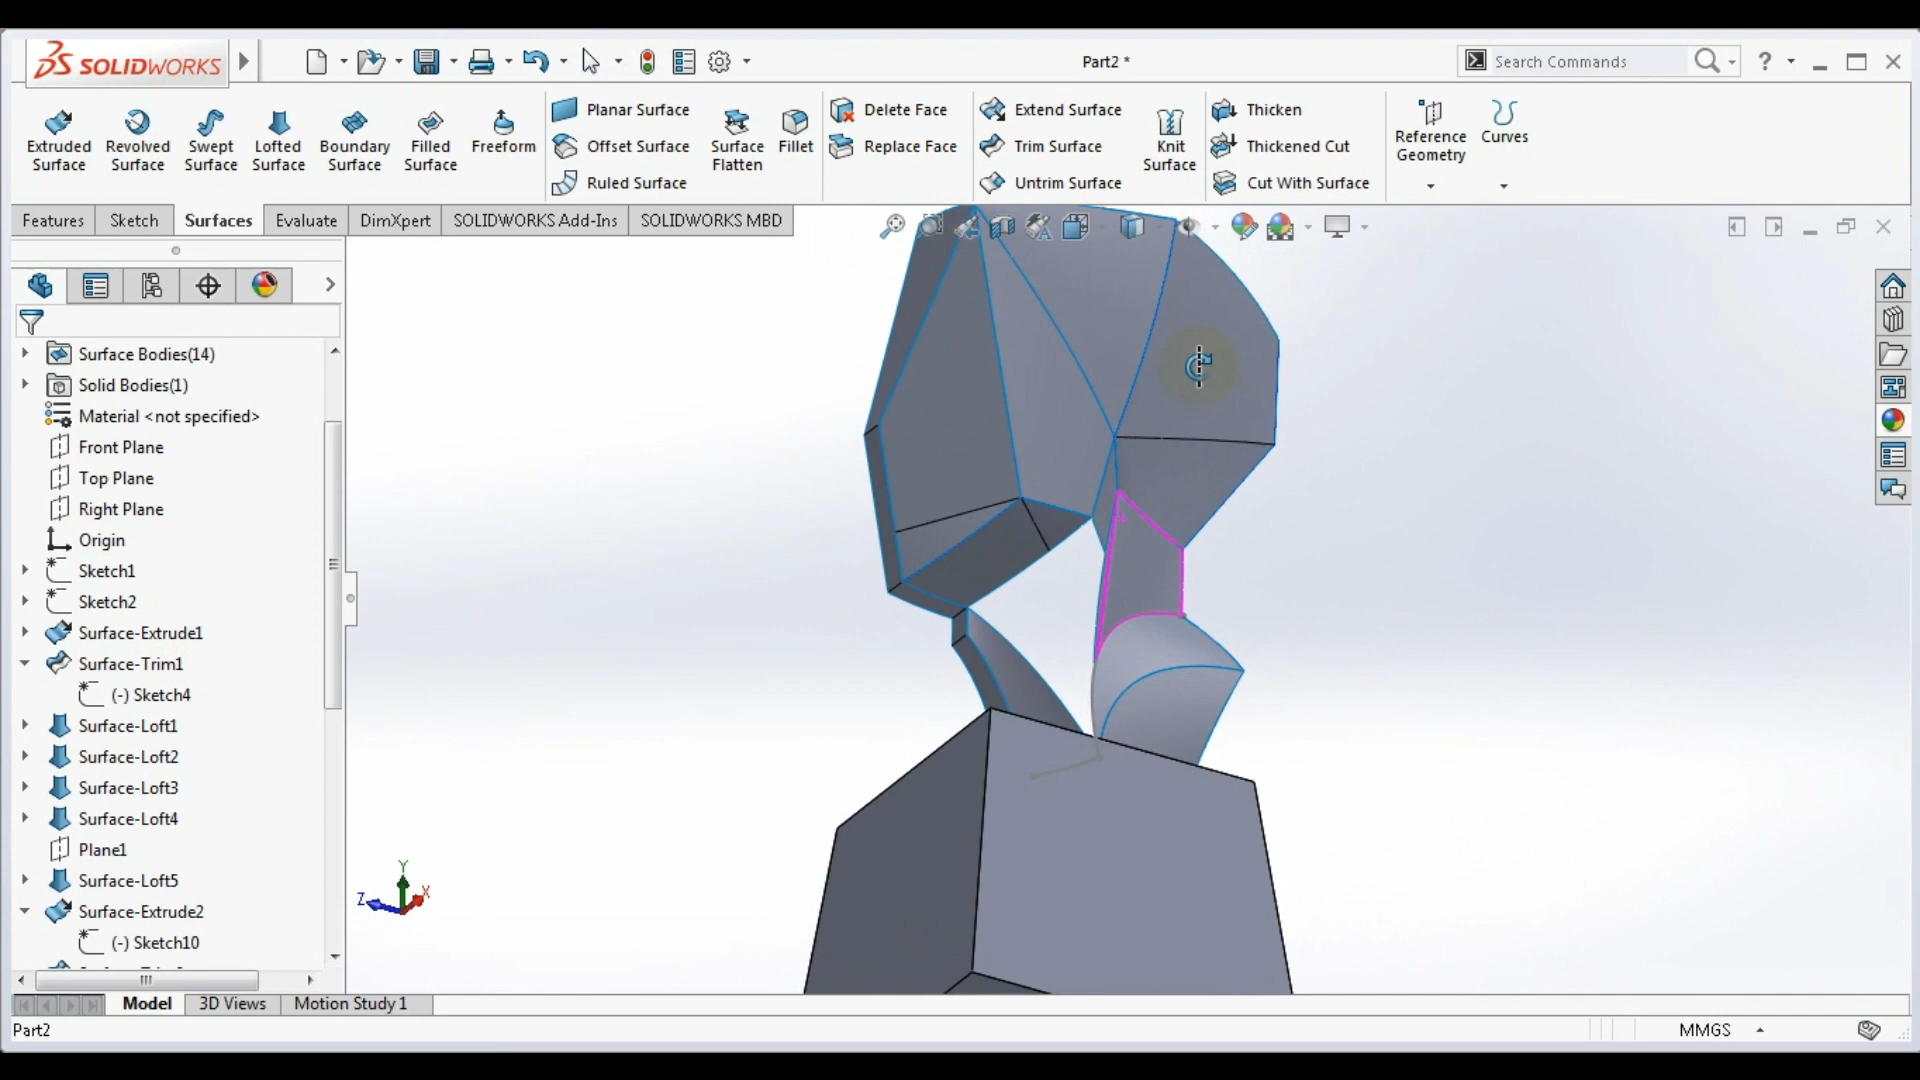 SOLIDWORKS
Part2 *
Search Commands
?
Extruded Surface
Revolved Surface
Swept Surface
Lofted Surface
Boundary Surface
Filled Surface
Freeform
Planar Surface
Offset Surface
Ruled Surface
Surface Flatten
Fillet
Delete Face
Replace Face
Extend Surface
Trim Surface
Untrim Surface
Knit Surface
Thicken
Thickened Cut
Cut With Surface
Reference Geometry
Curves
Features
Sketch
Surfaces
Evaluate
DimXpert
SOLIDWORKS Add-Ins
SOLIDWORKS MBD
Surface Bodies(14)
Solid Bodies(1)
Material <not specified>
Front Plane
Top Plane
Right Plane
Origin
Sketch1
Sketch2
Surface-Extrude1
Surface-Trim1
(-) Sketch4
Surface-Loft1
Surface-Loft2
Surface-Loft3
Surface-Loft4
Plane1
Surface-Loft5
Surface-Extrude2
(-) Sketch10
Y
Z
X
Model
3D Views
Motion Study 1
Part2
MMGS